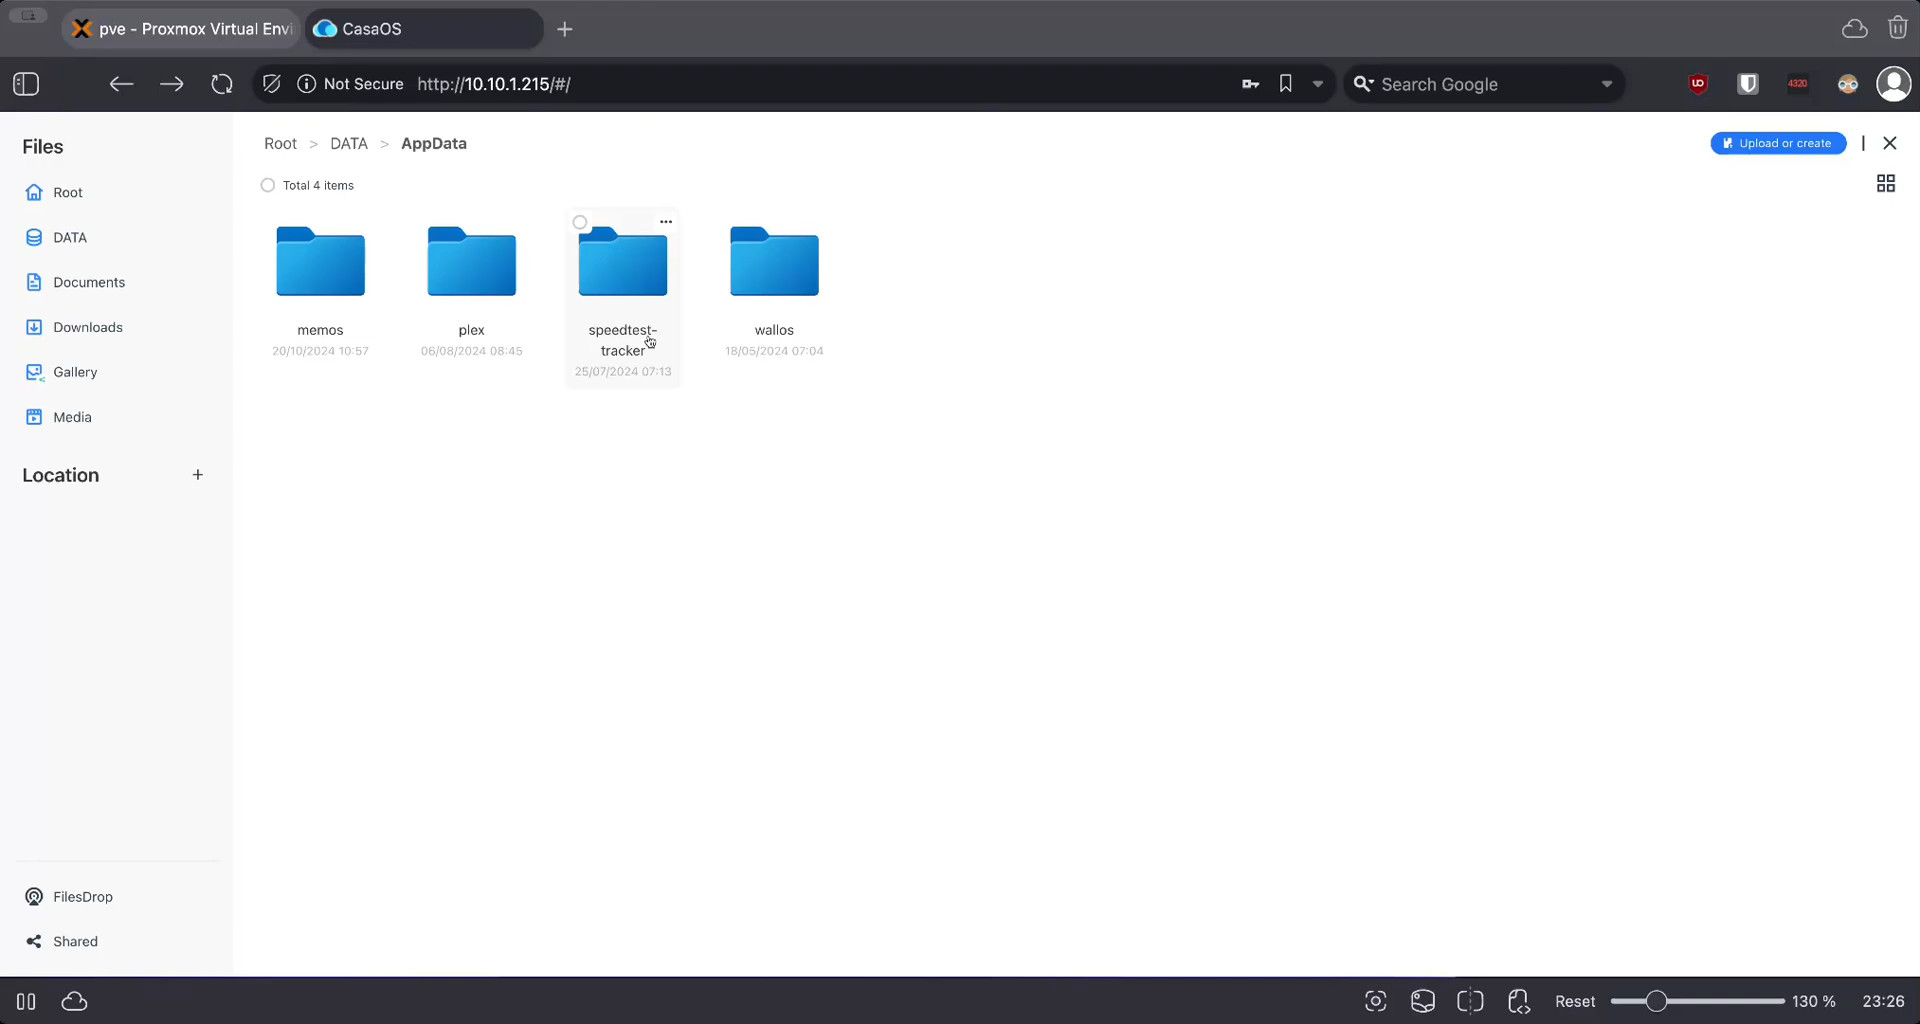 pve - Proxmox Virtual Envi
CasaOS
Not Secure http://10.10.1.215/#/
Search Google
4320
Files
Root > DATA > AppData
Upload or create
Total 4 items
Root
DATA
Documents
Downloads
Gallery
Media
Location +
memos
20/10/2024 10:57
plex
06/08/2024 08:45
speedtest-
tracker
25/07/2024 07:13
wallos
18/05/2024 07:04
FilesDrop
Shared
Reset 130 % 23:26